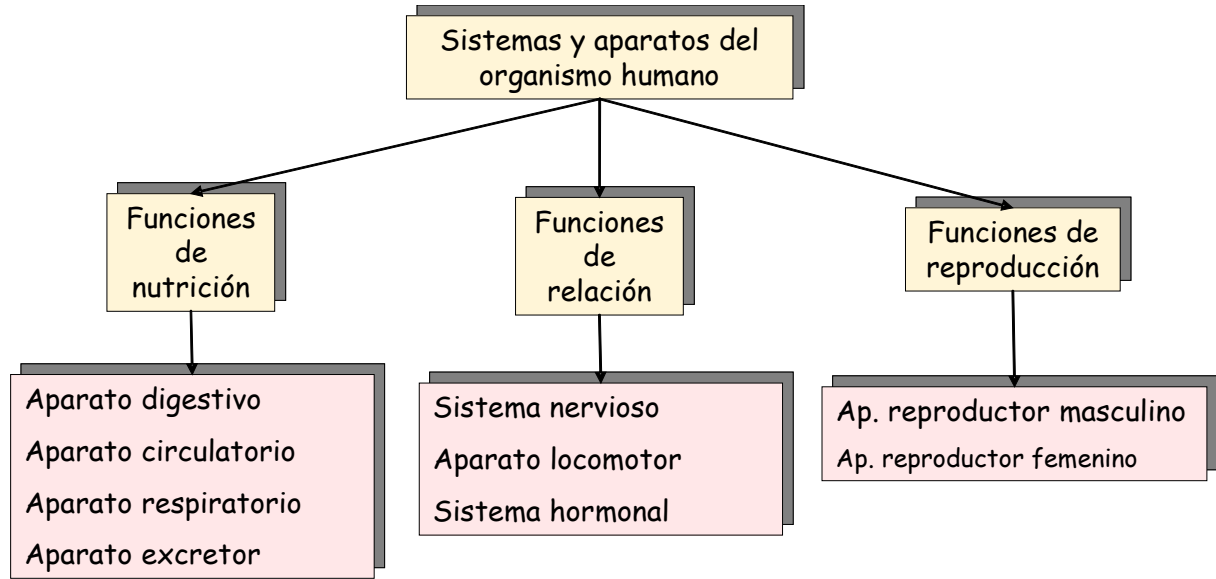 Sistemas y aparatos del
organismo humano
Funciones
de
nutrición
Funciones
de
relación
Funciones de
reproducción
Aparato digestivo
Aparato circulatorio
Aparato respiratorio
Aparato excretor
Sistema nervioso
Aparato locomotor
Sistema hormonal
Ap. reproductor masculino
Ap. reproductor femenino